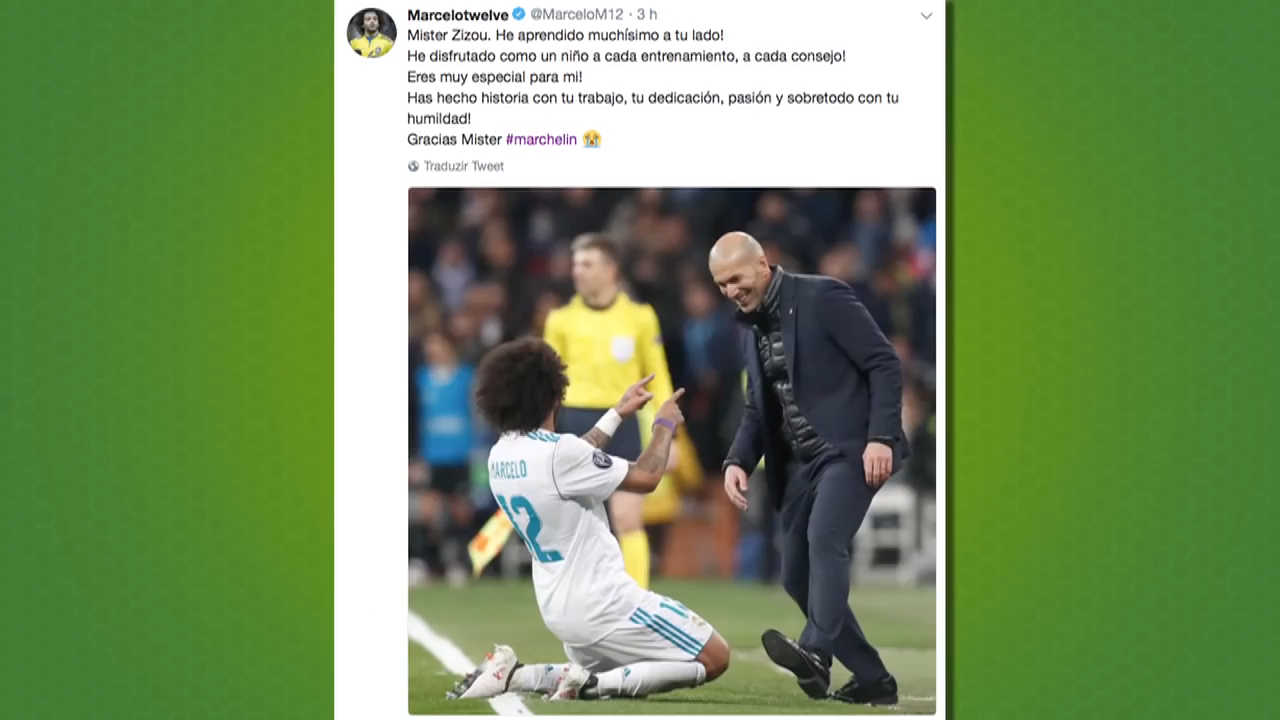 Marcelotwelve @MarceloM12 · 3 h
Mister Zizou. He aprendido muchísimo a tu lado!
He disfrutado como un niño a cada entrenamiento, a cada consejo!
Eres muy especial para mi!
Has hecho historia con tu trabajo, tu dedicación, pasión y sobretodo con tu
humildad!
Gracias Mister #marchelin 😭
Traduzir Tweet
MARCELO
12
12